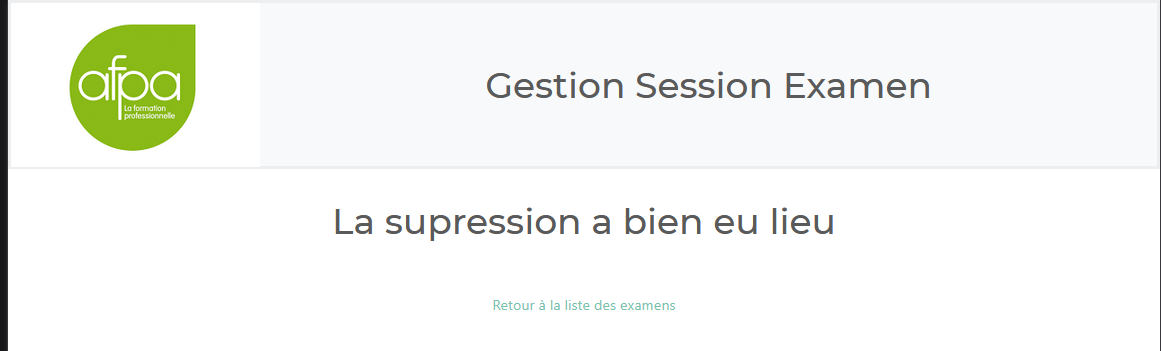 afpa
La formation
professionnelle
Gestion Session Examen
La supression a bien eu lieu
Retour à la liste des examens